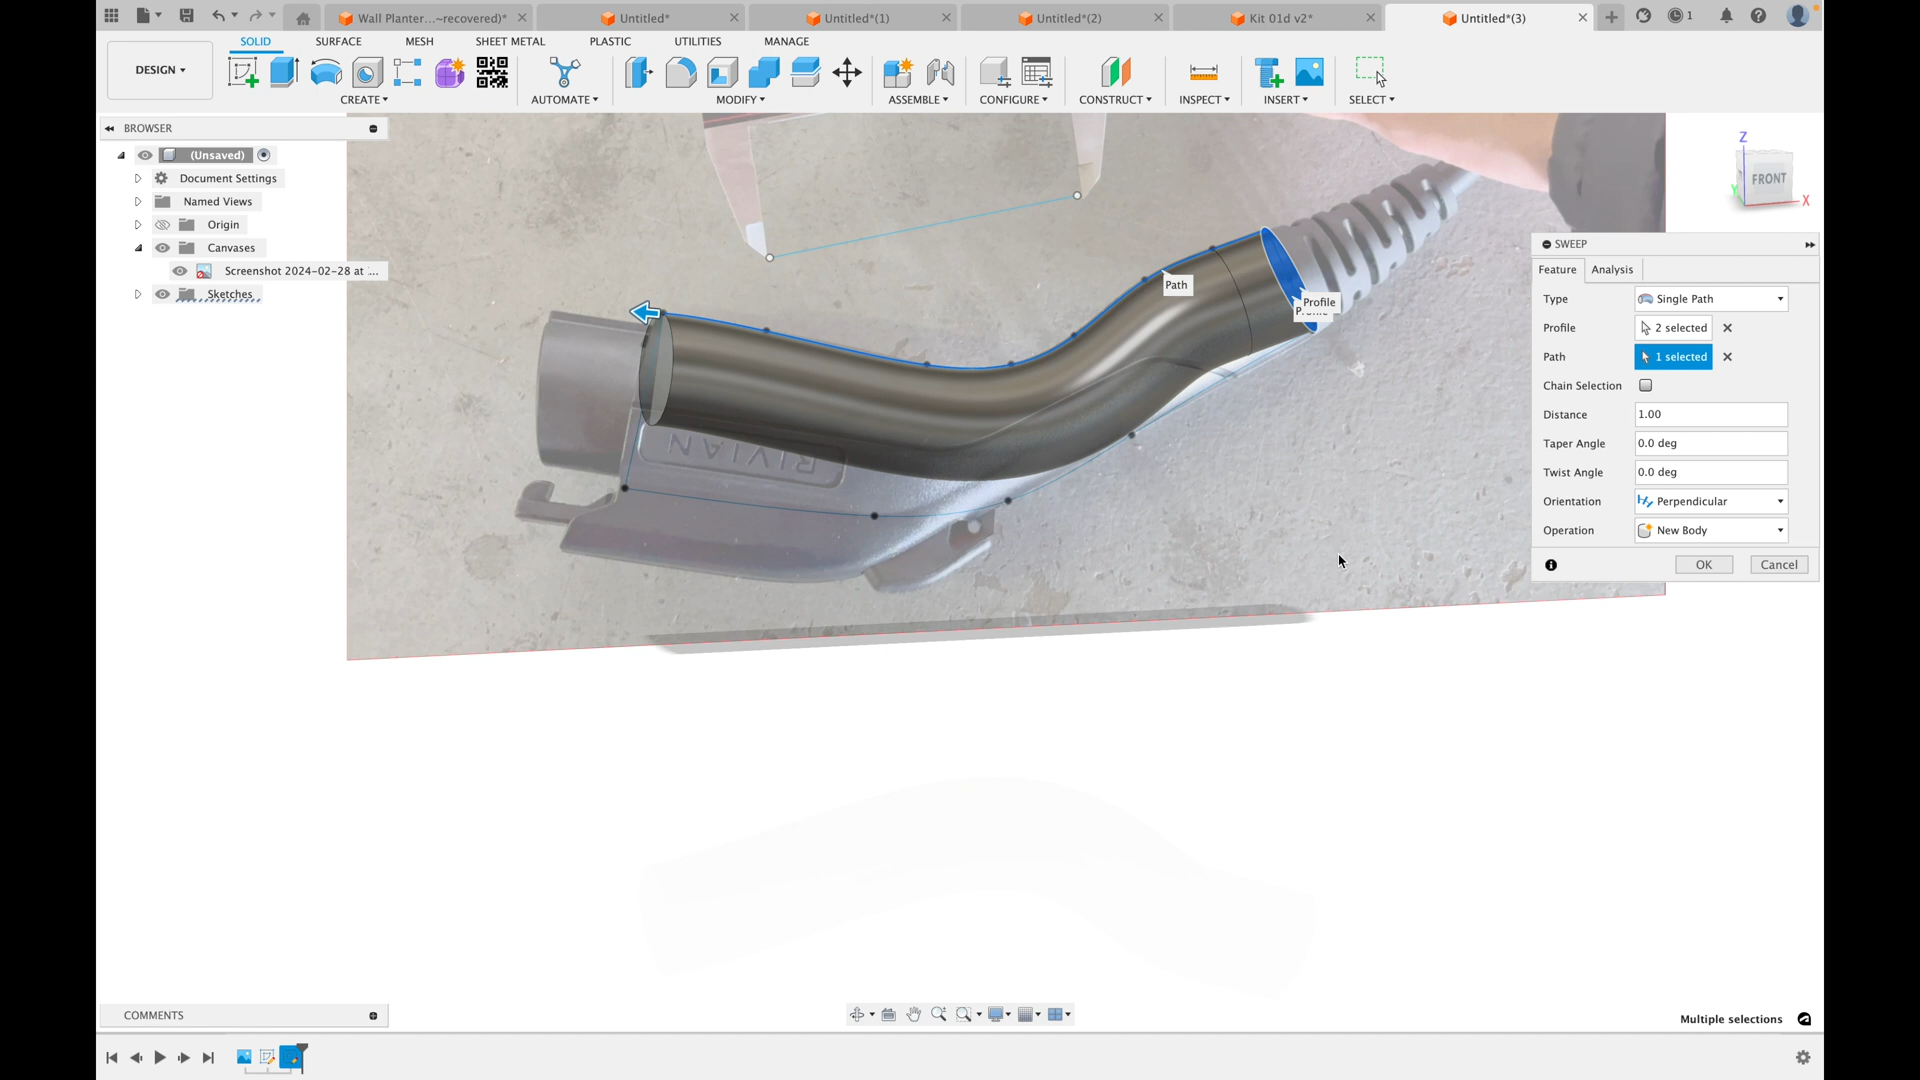 Wall Planter...~recovered)*
Untitled*
Untitled*(1)
Untitled*(2)
Kit 01d v2*
Untitled*(3)
1
DESIGN
SOLID
SURFACE
MESH
SHEET METAL
PLASTIC
UTILITIES
MANAGE
CREATE
AUTOMATE
MODIFY
ASSEMBLE
CONFIGURE
CONSTRUCT
INSPECT
INSERT
SELECT
BROWSER
(Unsaved)
Document Settings
Named Views
Origin
Canvases
Screenshot 2024-02-28 at ...
Sketches
Z
FRONT
Y
X
Path
Profile
Profile
RIVIAN
SWEEP
Feature
Analysis
Type
Single Path
Profile
2 selected
Path
1 selected
Chain Selection
Distance
1.00
Taper Angle
0.0 deg
Twist Angle
0.0 deg
Orientation
Perpendicular
Operation
New Body
OK
Cancel
COMMENTS
Multiple selections